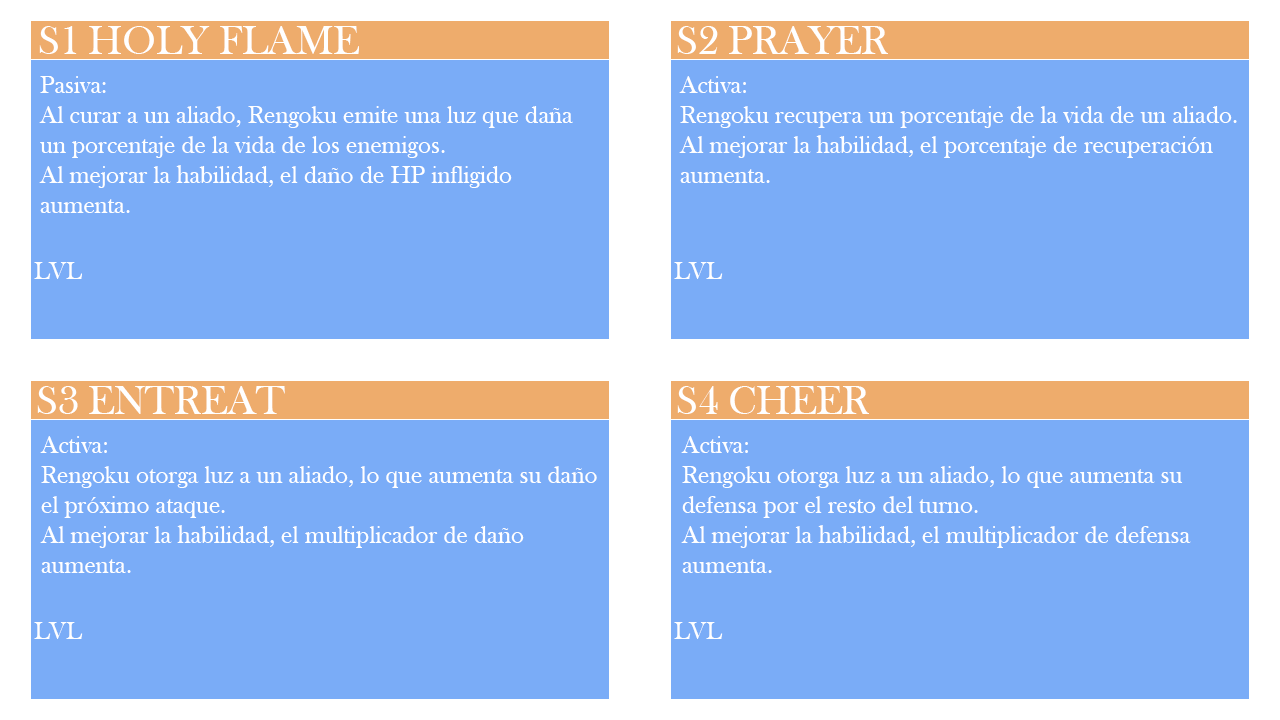 S1 HOLY FLAME
Pasiva:
Al curar a un aliado, Rengoku emite una luz que daña
un porcentaje de la vida de los enemigos.
Al mejorar la habilidad, el daño de HP infligido
aumenta.
LVL
S2 PRAYER
Activa:
Rengoku recupera un porcentaje de la vida de un aliado.
Al mejorar la habilidad, el porcentaje de recuperación
aumenta.
LVL
S3 ENTREAT
Activa:
Rengoku otorga luz a un aliado, lo que aumenta su daño
el próximo ataque.
Al mejorar la habilidad, el multiplicador de daño
aumenta.
LVL
S4 CHEER
Activa:
Rengoku otorga luz a un aliado, lo que aumenta su
defensa por el resto del turno.
Al mejorar la habilidad, el multiplicador de defensa
aumenta.
LVL